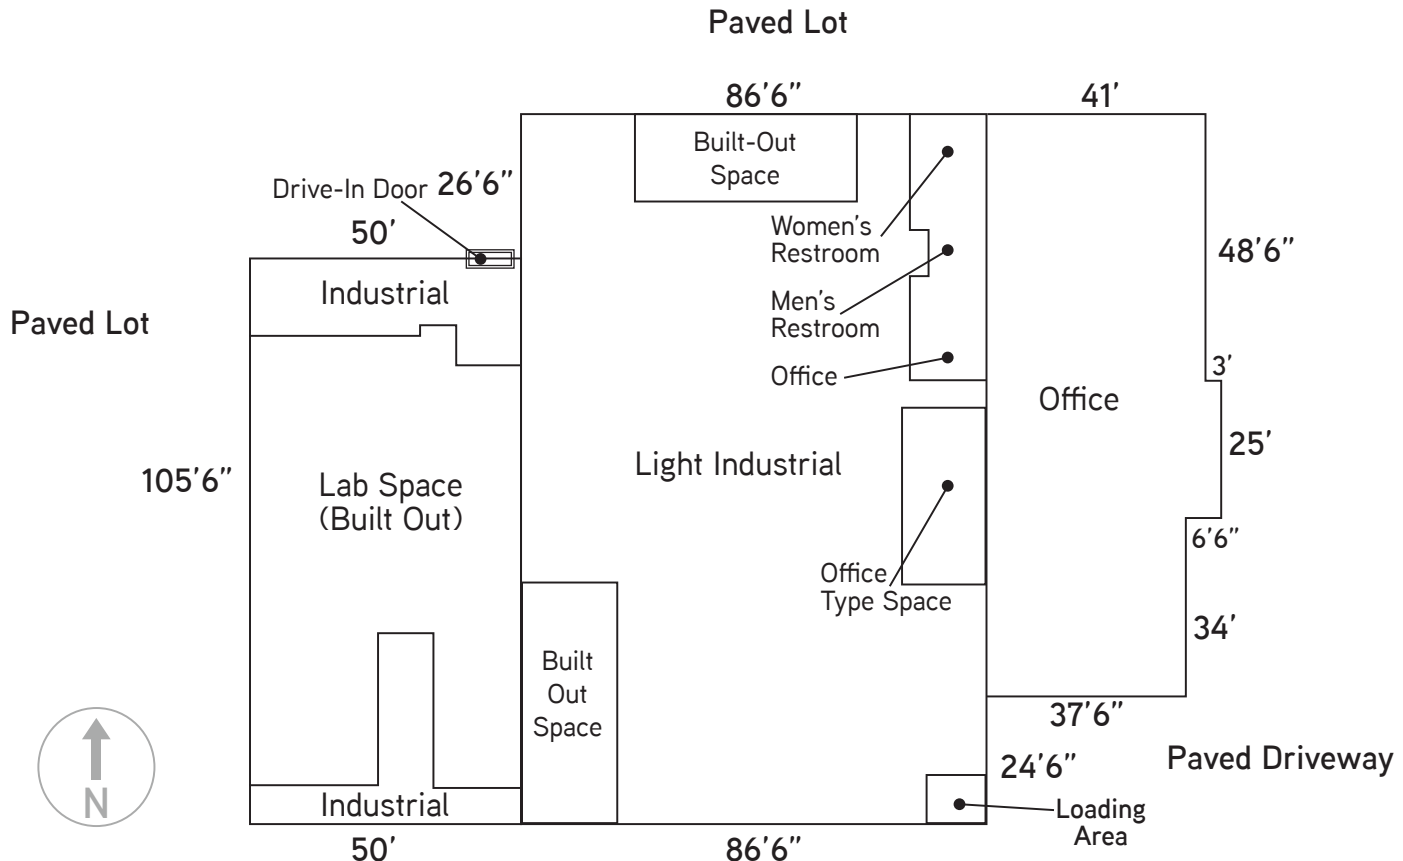 Paved Lot
86’6”
41’
Built-Out
Space
Drive-In Door
26’6”
50’
Women’s
Restroom
48’6”
Industrial
Men’s
Restroom
Paved Lot
Office
3’
Office
25’
Light Industrial
105’6”
Lab Space
(Built Out)
6’6”
Office
Type Space
34’
Built
Out
Space
37’6”
Paved Driveway
24’6”
N
Industrial
Loading
Area
50’
86’6”